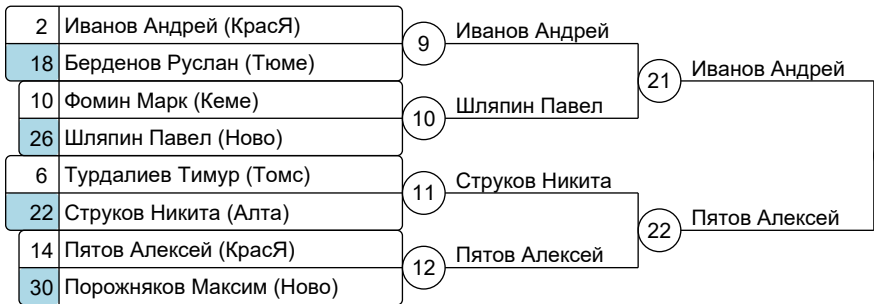 2 Иванов Андрей (КрасЯ)
18 Берденов Руслан (Тюме)
10 Фомин Марк (Кеме)
26 Шляпин Павел (Ново)
6 Турдалиев Тимур (Томс)
22 Струков Никита (Алта)
14 Пятов Алексей (КрасЯ)
30 Порожняков Максим (Ново)
9 Иванов Андрей
10 Шляпин Павел
11 Струков Никита
12 Пятов Алексей
21 Иванов Андрей
22 Пятов Алексей